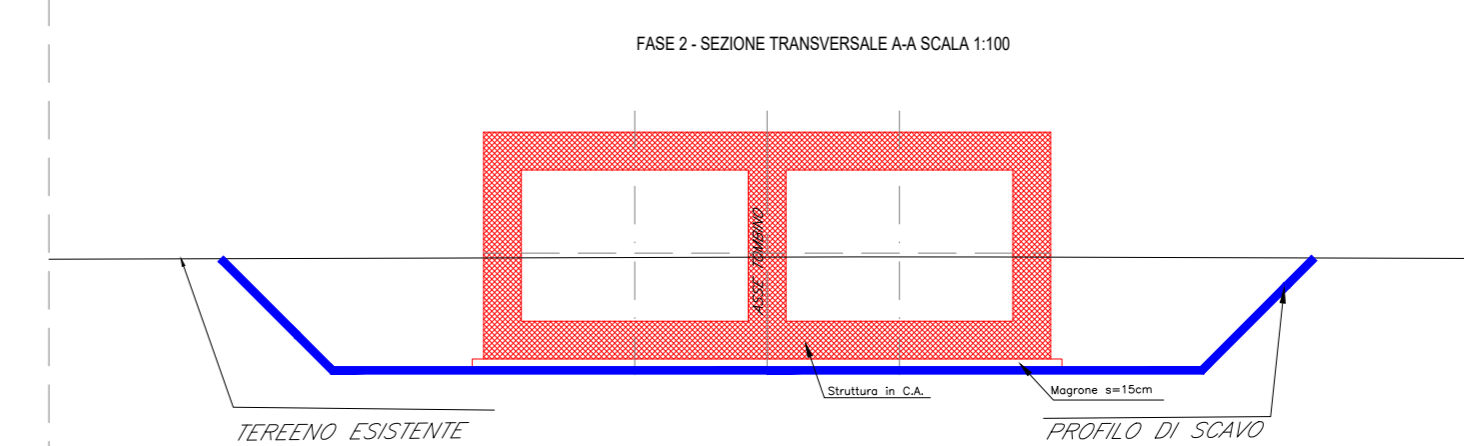 FASE 2 - SEZIONE TRANSVERSALE A-A SCALA 1:100
ASSE TOMBINO
Struttura in C.A.
Magrone s=15cm
TEREENO ESISTENTE
PROFILO DI SCAVO